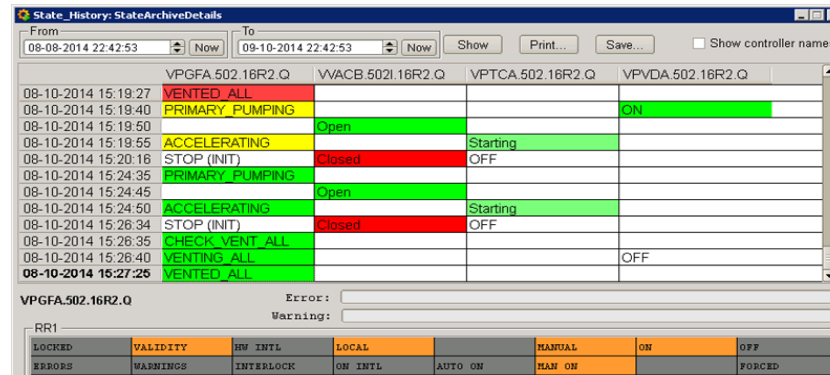 State_History: StateArchiveDetails
From To
08-08-2014 22:42:53 Now 09-10-2014 22:42:53 Now Show Print... Save... Show controller name
VPGFA.502.16R2.Q VVACB.502I.16R2.Q VPTCA.502.16R2.Q VPVDA.502.16R2.Q
08-10-2014 15:19:27 VENTED_ALL
08-10-2014 15:19:40 PRIMARY_PUMPING ON
08-10-2014 15:19:50 Open
08-10-2014 15:19:55 ACCELERATING Starting
08-10-2014 15:20:16 STOP (INIT) Closed OFF
08-10-2014 15:24:35 PRIMARY_PUMPING
08-10-2014 15:24:45 Open
08-10-2014 15:24:50 ACCELERATING Starting
08-10-2014 15:26:34 STOP (INIT) Closed OFF
08-10-2014 15:26:35 CHECK_VENT_ALL
08-10-2014 15:26:40 VENTING_ALL OFF
08-10-2014 15:27:25 VENTED_ALL
VPGFA.502.16R2.Q Error:
Warning:
RR1
LOCKED VALIDITY HW INTL LOCAL MANUAL ON OFF
ERRORS WARNINGS INTERLOCK ON INTL AUTO ON MAN ON FORCED